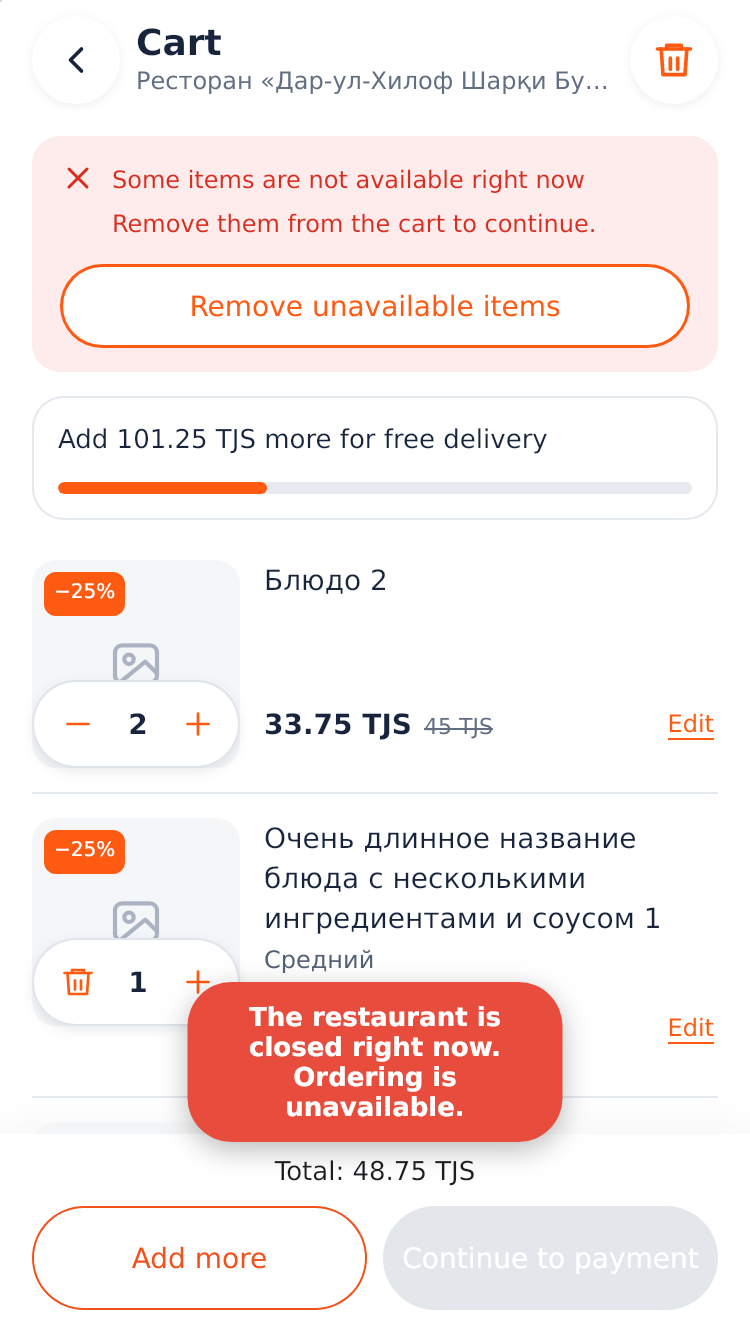 Cart
Ресторан «Дар-ул-Хилоф Шарқи Бу...
Some items are not available right now
Remove them from the cart to continue.
Remove unavailable items
Add 101.25 TJS more for free delivery
−25%
Блюдо 2
2
33.75 TJS 45 TJS
Edit
−25%
Очень длинное название
блюда с несколькими
ингредиентами и соусом 1
Средний
1
Edit
The restaurant is
closed right now.
Ordering is
unavailable.
Total: 48.75 TJS
Add more
Continue to payment